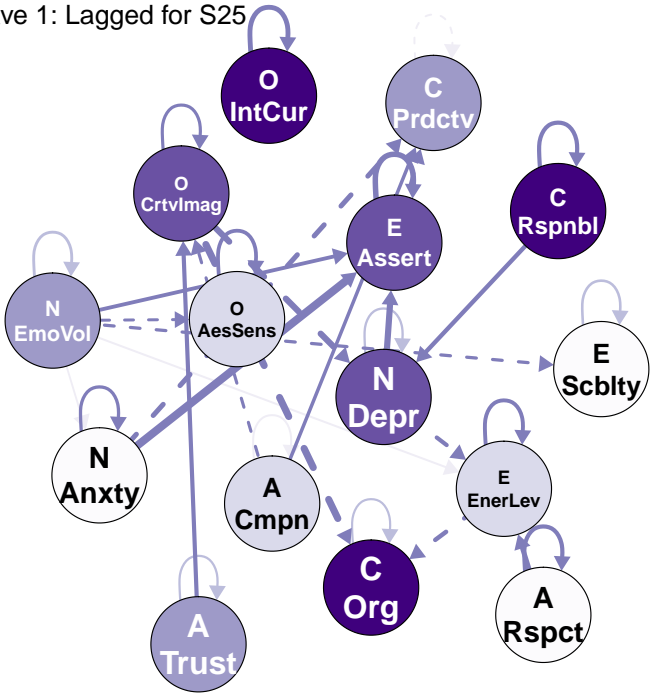 ve 1: Lagged for S25
O
IntCur
C
Prdctv
O
CrtvImag
C
Rspnbl
E
Assert
N
EmoVol
O
AesSens
E
Scblty
N
Depr
N
Anxty
A
Cmpn
E
EnerLev
C
Org
A
Rspct
A
Trust